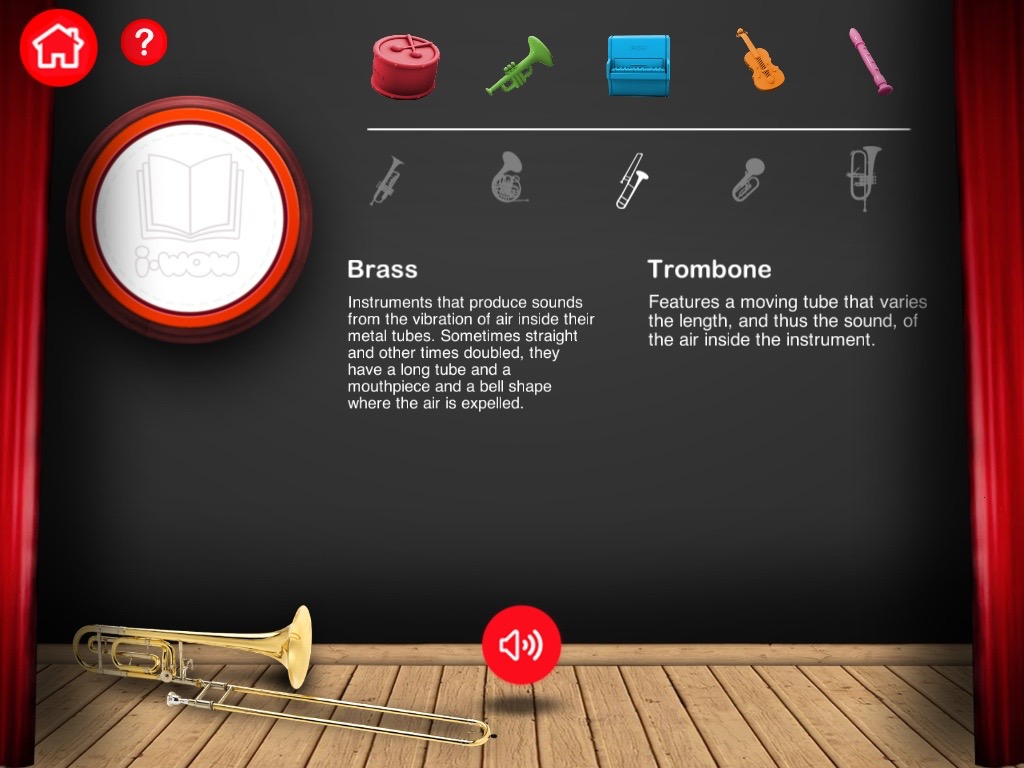 ?
i-wow
Brass
Instruments that produce sounds
from the vibration of air inside their
metal tubes. Sometimes straight
and other times doubled, they
have a long tube and a
mouthpiece and a bell shape
where the air is expelled.
Trombone
Features a moving tube that varies
the length, and thus the sound, of
the air inside the instrument.